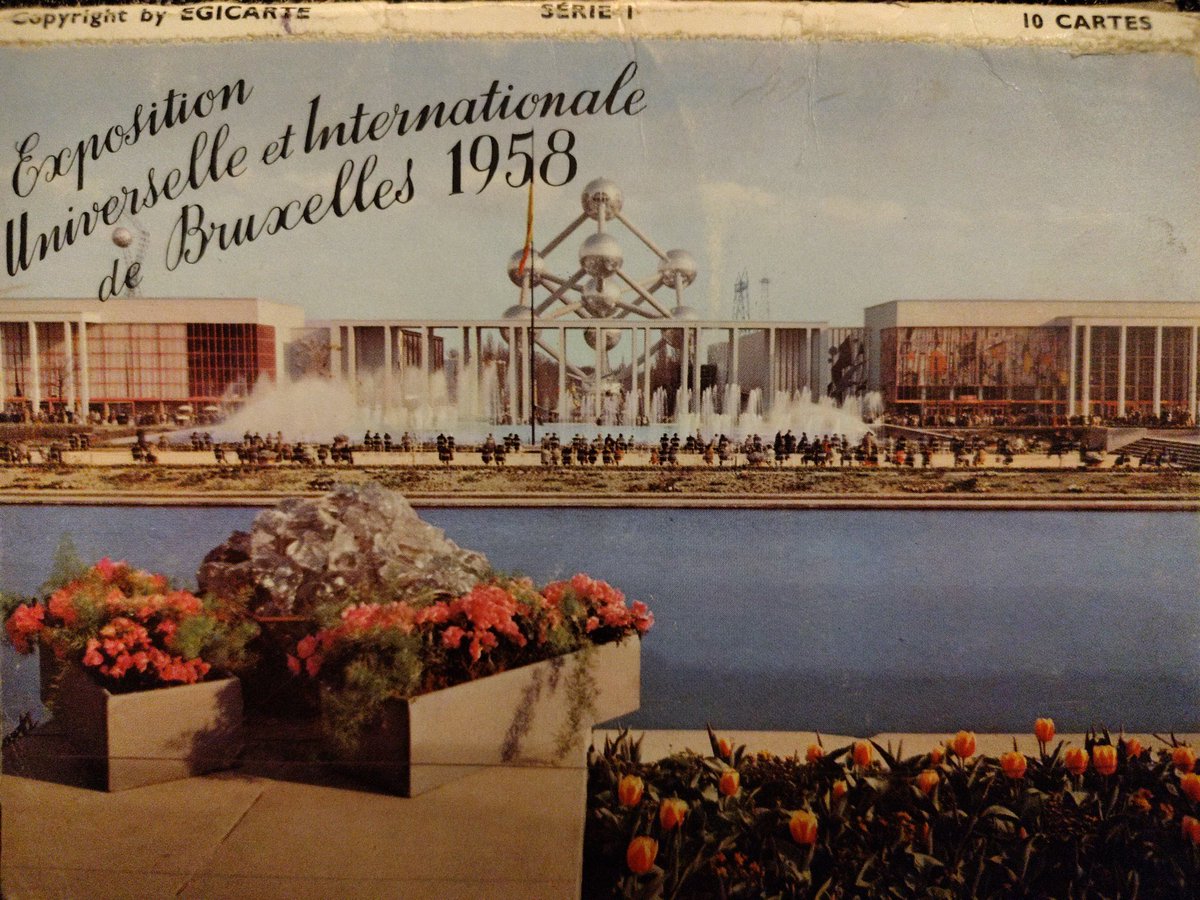 Copyright by EGICARTE SÉRIE I 10 CARTES
Exposition
Universelle et Internationale
de Bruxelles 1958